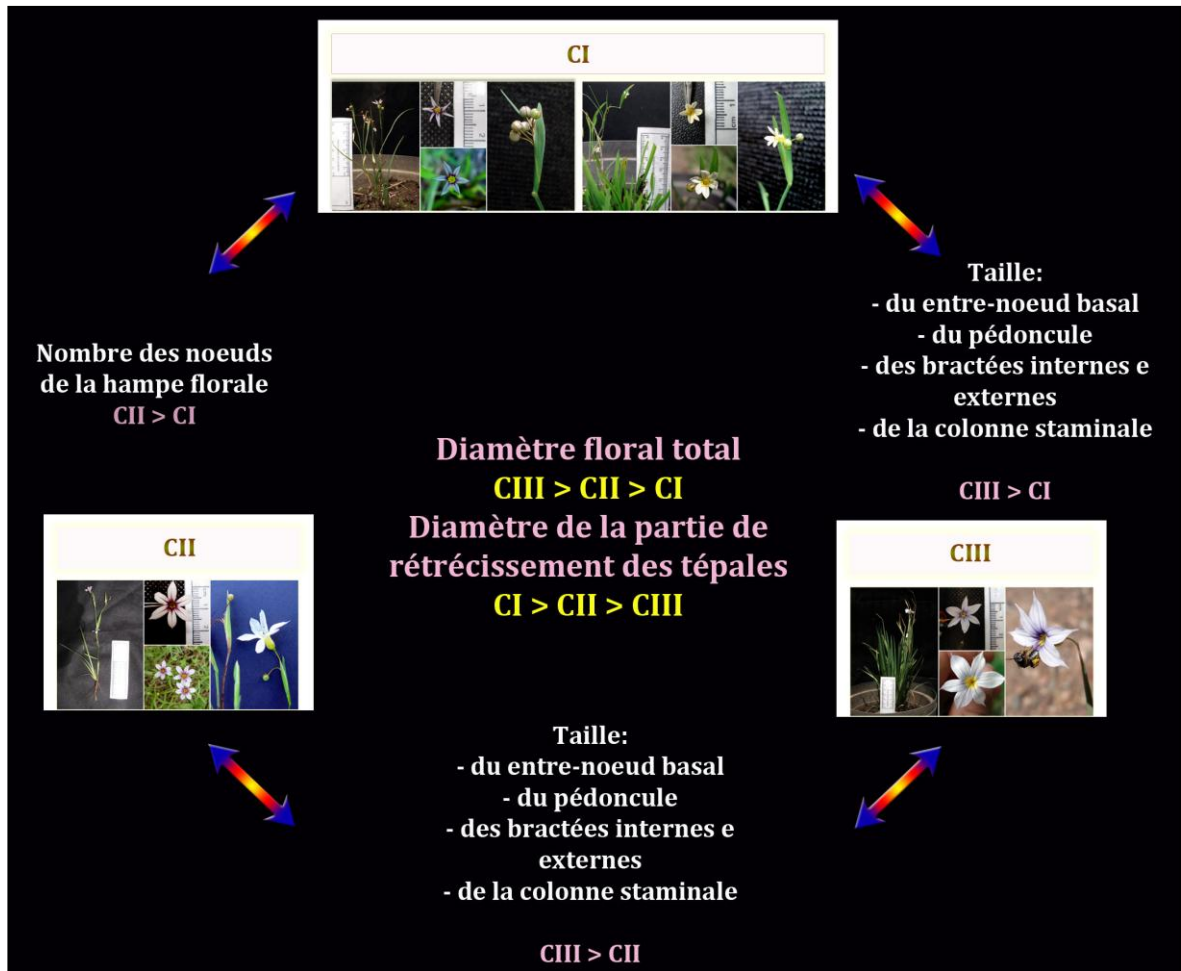 CI
Nombre des noeuds
de la hampe florale
CII > CI
Taille:
- du entre-noeud basal
- du pédoncule
- des bractées internes e
externes
- de la colonne staminale
CIII > CI
Diamètre floral total
CIII > CII > CI
Diamètre de la partie de
rétrécissement des tépales
CI > CII > CIII
CII
CIII
Taille:
- du entre-noeud basal
- du pédoncule
- des bractées internes e
externes
- de la colonne staminale
CIII > CII